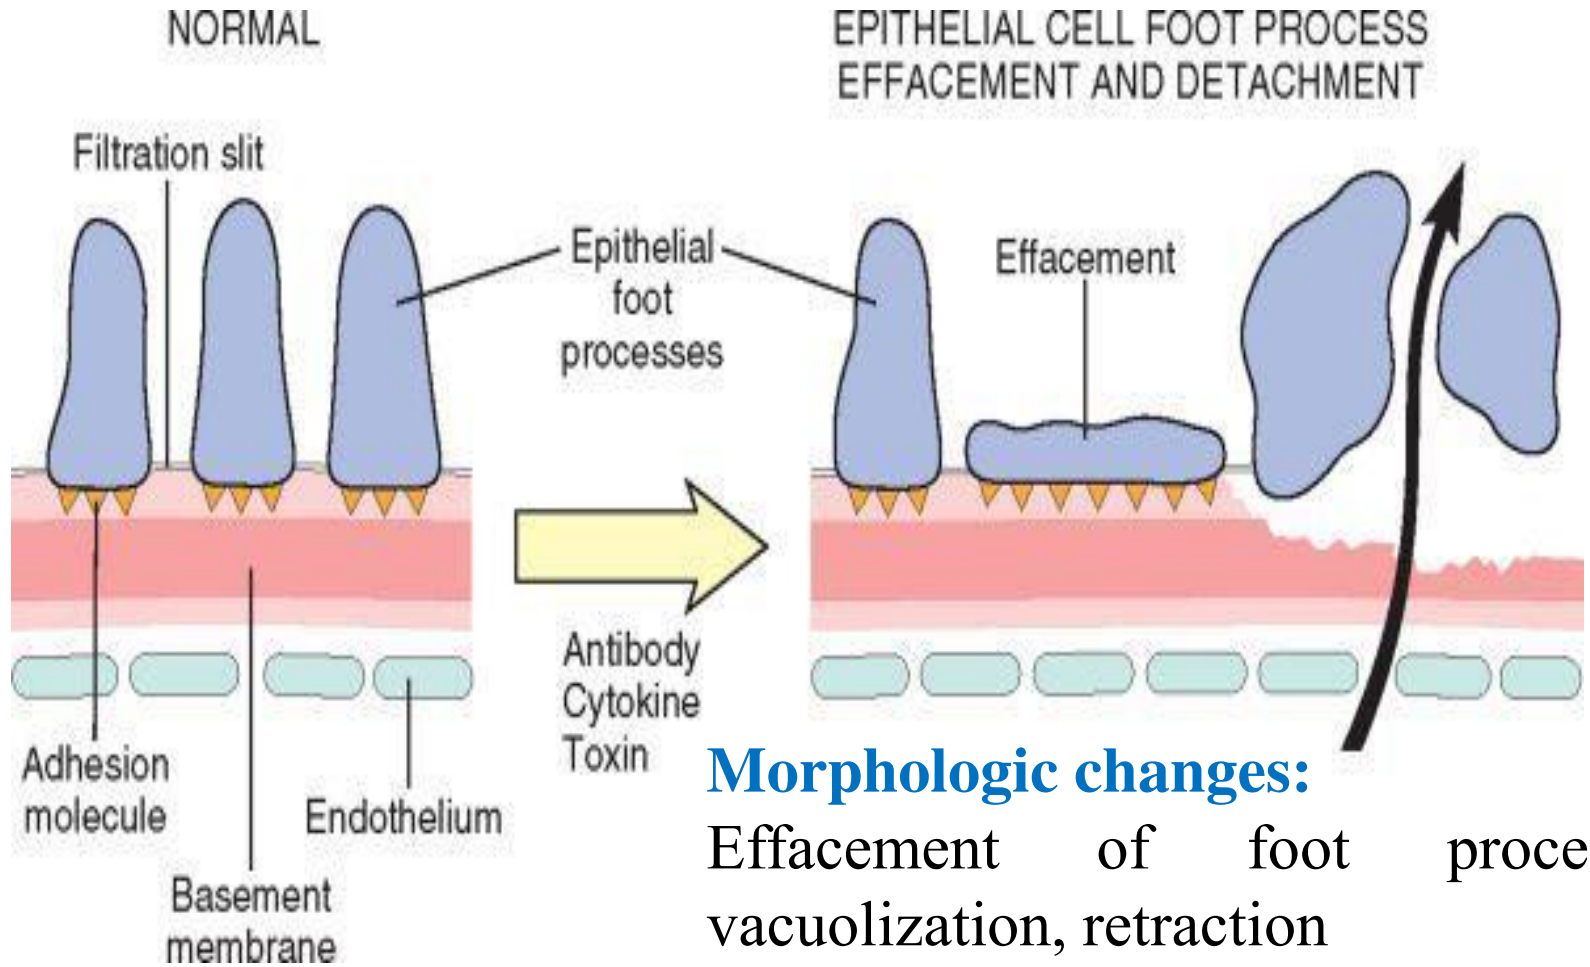 NORMAL
EPITHELIAL CELL FOOT PROCESS
EFFACEMENT AND DETACHMENT
Filtration slit
Epithelial
foot
processes
Effacement
Antibody
Cytokine
Toxin
Adhesion
molecule
Endothelium
Basement
membrane
Morphologic changes:
Effacement of foot proce
vacuolization, retraction